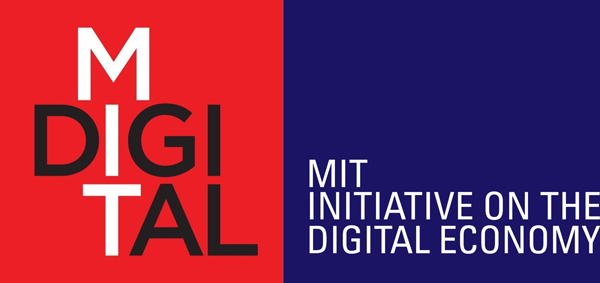 M
DIGI
TAL
MIT
INITIATIVE ON THE
DIGITAL ECONOMY